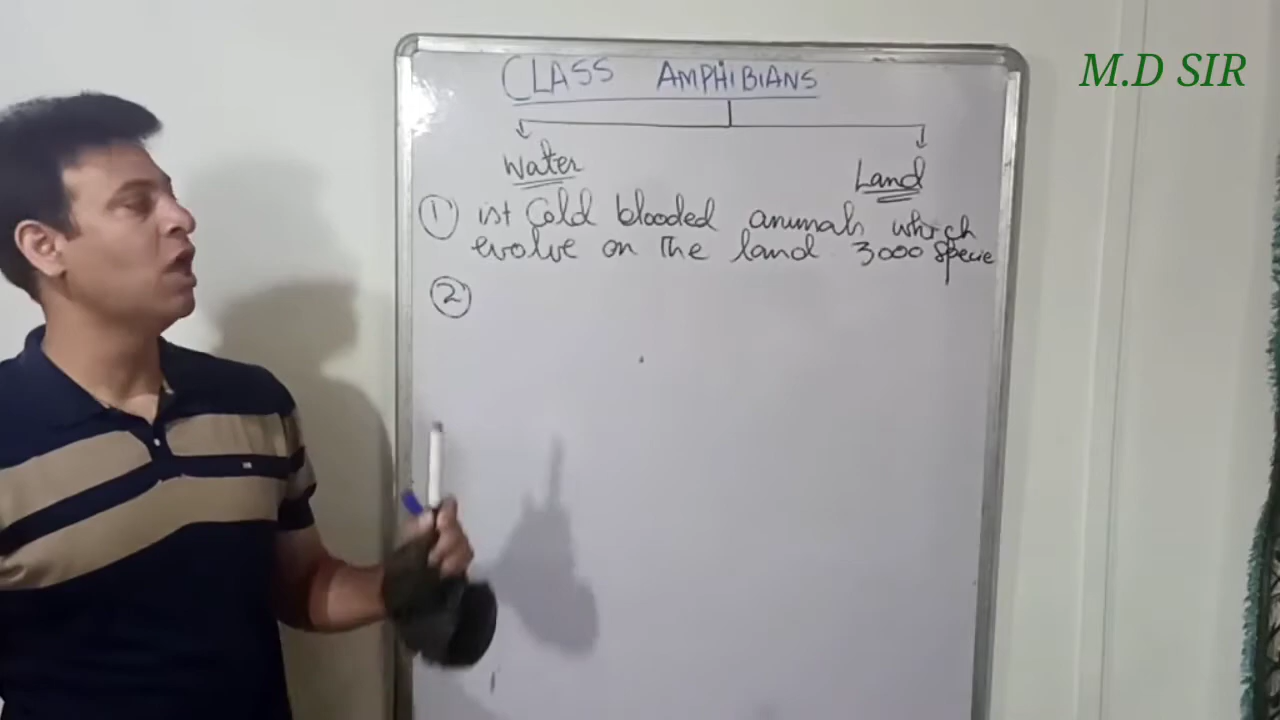 CLASS AMPHIBIANS
M.D SIR
Water
Land
① ist Cold blooded animals which
evolve on The land 3000 specie
②